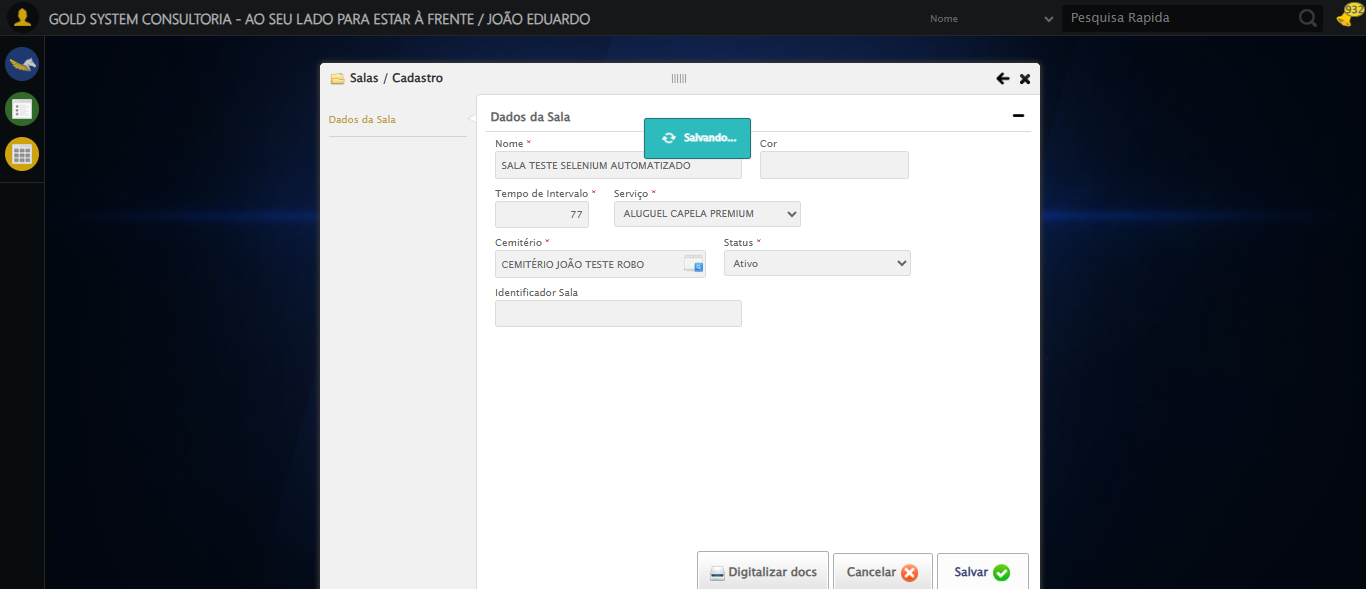 GOLD SYSTEM CONSULTORIA - AO SEU LADO PARA ESTAR À FRENTE / JOÃO EDUARDO
Nome
Pesquisa Rapida
932
Salas / Cadastro
Dados da Sala
Dados da Sala
Salvando...
Nome *
Cor
SALA TESTE SELENIUM AUTOMATIZADO
Tempo de Intervalo *
Serviço *
77
ALUGUEL CAPELA PREMIUM
Cemitério *
Status *
CEMITÉRIO JOÃO TESTE ROBO
Ativo
Identificador Sala
Digitalizar docs
Cancelar
Salvar